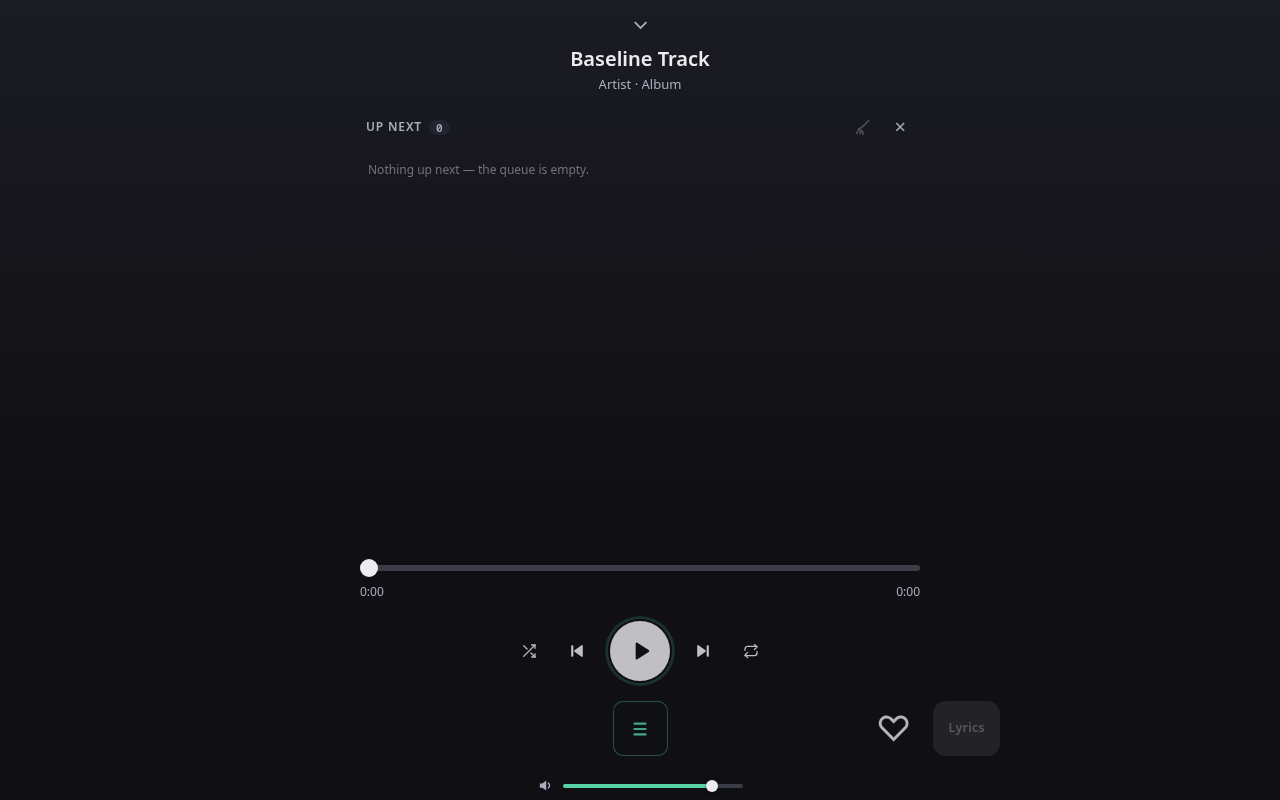 Baseline Track
Artist · Album
UP NEXT 0
Nothing up next — the queue is empty.
0:00 0:00
Lyrics